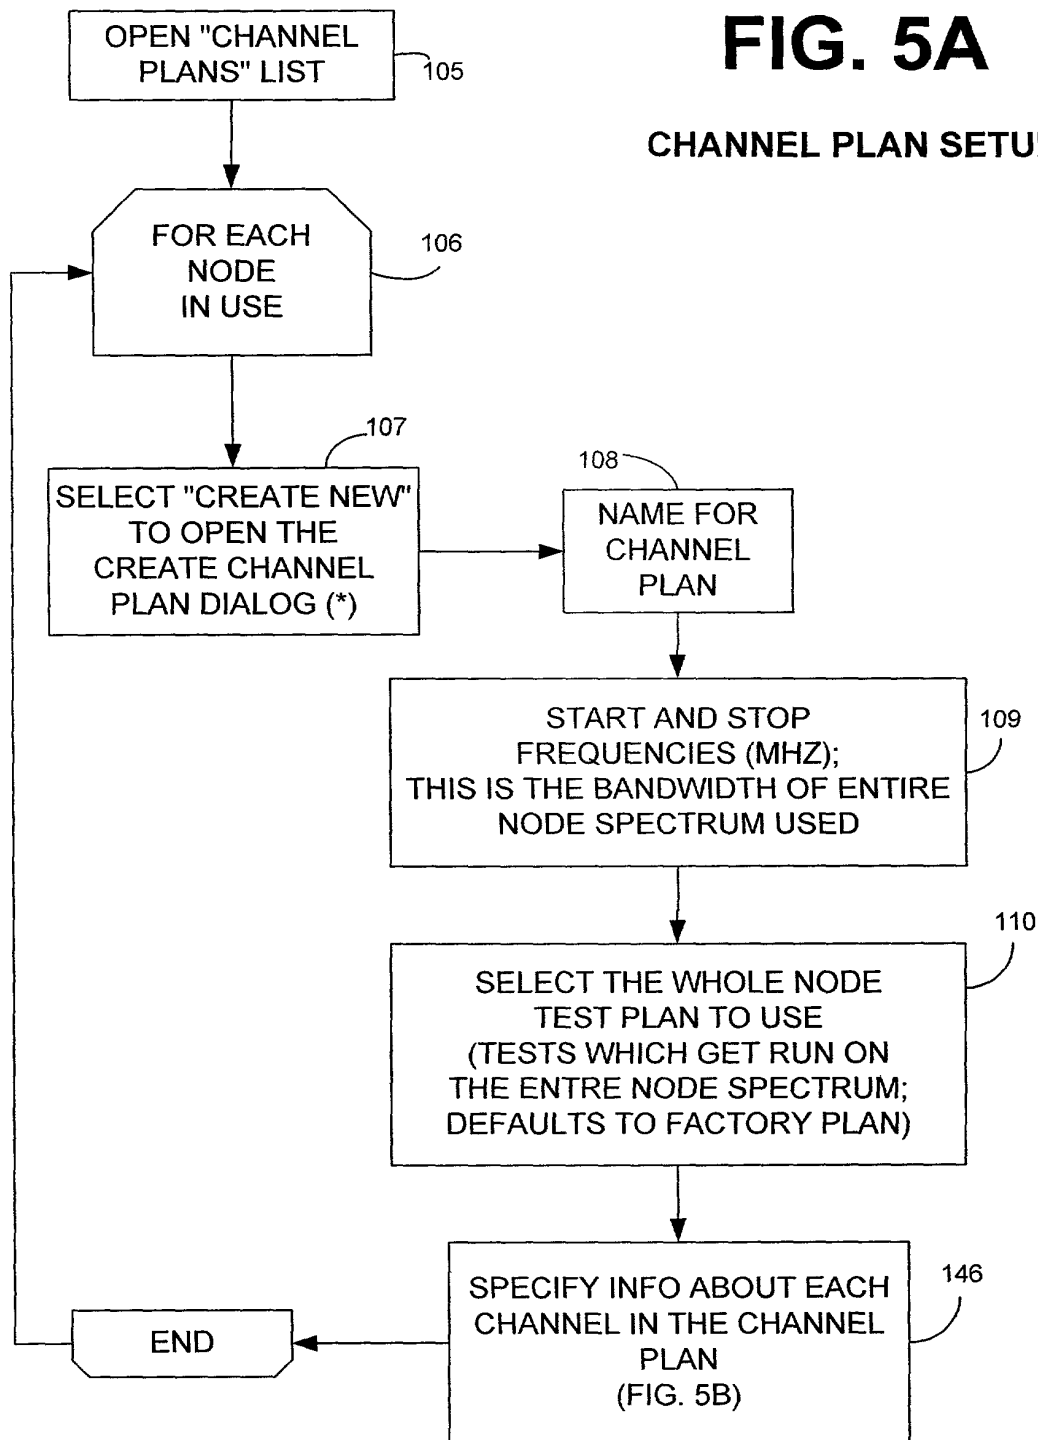 FIG. 5A
CHANNEL PLAN SETU
OPEN "CHANNEL
PLANS" LIST
105
FOR EACH
NODE
IN USE
106
107
SELECT "CREATE NEW"
TO OPEN THE
CREATE CHANNEL
PLAN DIALOG (*)
108
NAME FOR
CHANNEL
PLAN
START AND STOP
FREQUENCIES (MHZ);
THIS IS THE BANDWIDTH OF ENTIRE
NODE SPECTRUM USED
109
110
SELECT THE WHOLE NODE
TEST PLAN TO USE
(TESTS WHICH GET RUN ON
THE ENTRE NODE SPECTRUM;
DEFAULTS TO FACTORY PLAN)
SPECIFY INFO ABOUT EACH
CHANNEL IN THE CHANNEL
PLAN
(FIG. 5B)
146
END